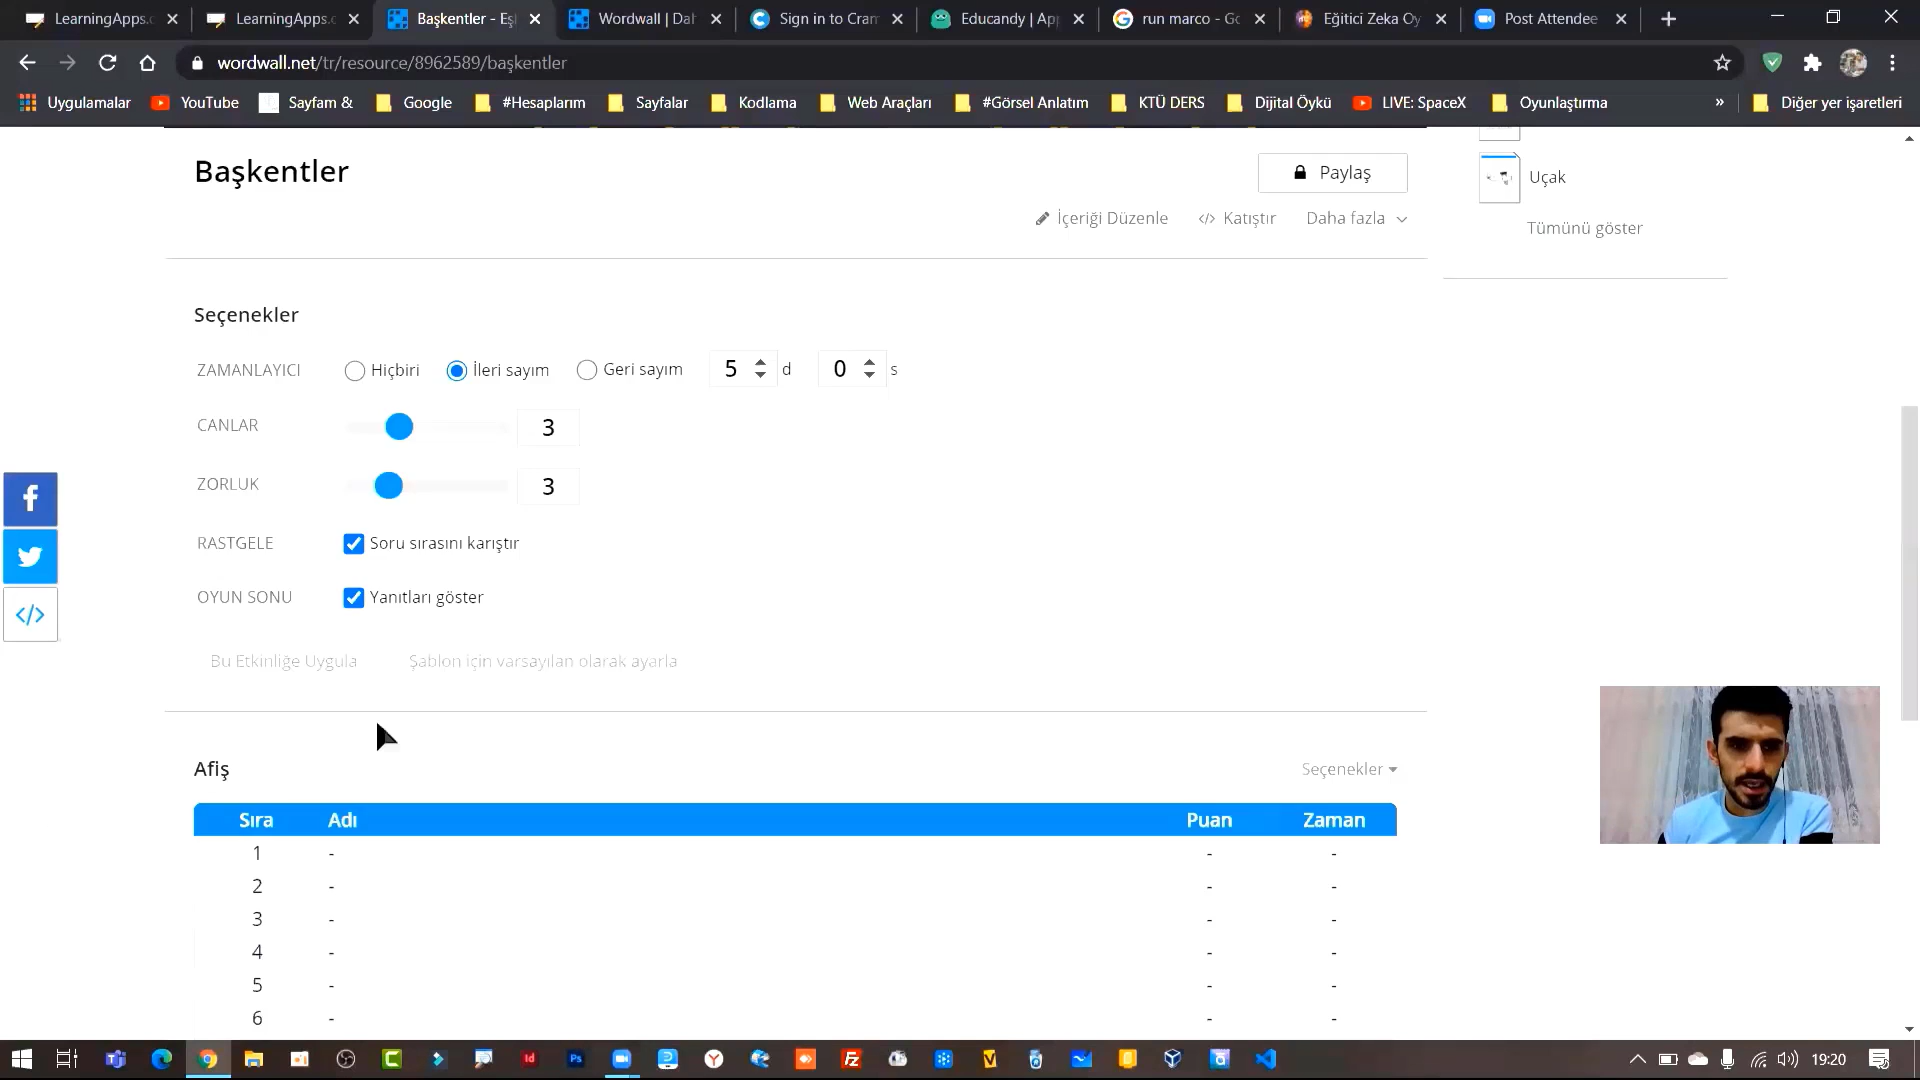 LearningApps.c
LearningApps.c
Başkentler - Eşl
Wordwall | Dah
Sign in to Cram
Educandy | App
run marco - Go
Eğitici Zeka Oy
Post Attendee
wordwall.net/tr/resource/8962589/başkentler
Uygulamalar
YouTube
Sayfam &
Google
#Hesaplarım
Sayfalar
Kodlama
Web Araçları
#Görsel Anlatım
KTÜ DERS
Dijital Öykü
LIVE: SpaceX
Oyunlaştırma
»
Diğer yer işaretleri
Başkentler
Paylaş
İçeriği Düzenle
Katıştır
Daha fazla
Uçak
Tümünü göster
Seçenekler
ZAMANLAYICI Hiçbiri İleri sayım Geri sayım 5 d 0 s
CANLAR 3
ZORLUK 3
RASTGELE Soru sırasını karıştır
OYUN SONU Yanıtları göster
Bu Etkinliğe Uygula Şablon için varsayılan olarak ayarla
Afiş Seçenekler
Sıra Adı Puan Zaman
1 - - -
2 - - -
3 - - -
4 - - -
5 - - -
6 - - -
19:20